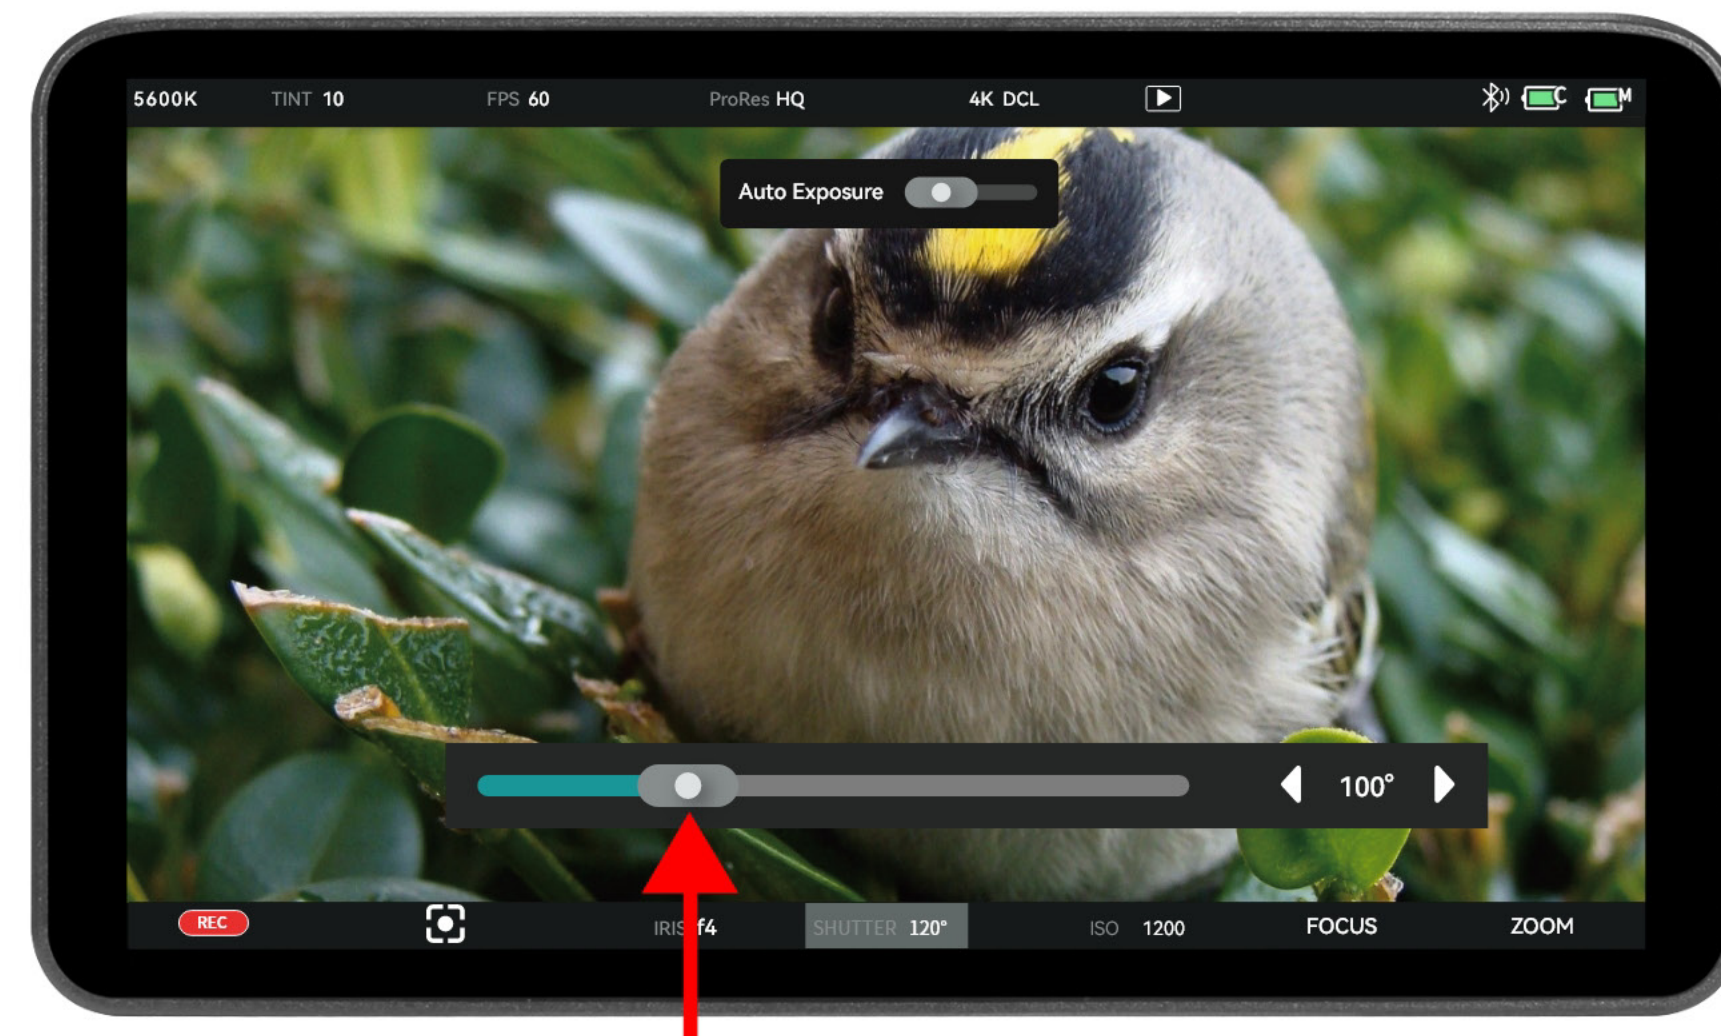 5600K TINT 10 FPS 60 ProRes HQ 4K DCL C M
Auto Exposure
100°
REC IRIS f4 SHUTTER 120° ISO 1200 FOCUS ZOOM